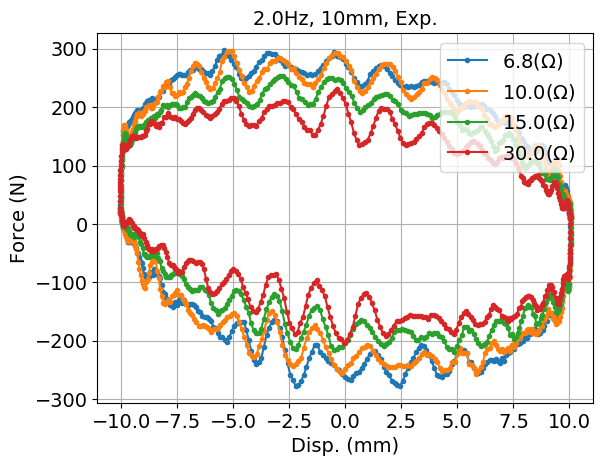 2.0Hz, 10mm, Exp.
6.8(Ω)
10.0(Ω)
15.0(Ω)
30.0(Ω)
Force (N)
300
200
100
0
−100
−200
−300
−10.0 −7.5 −5.0 −2.5 0.0 2.5 5.0 7.5 10.0
Disp. (mm)